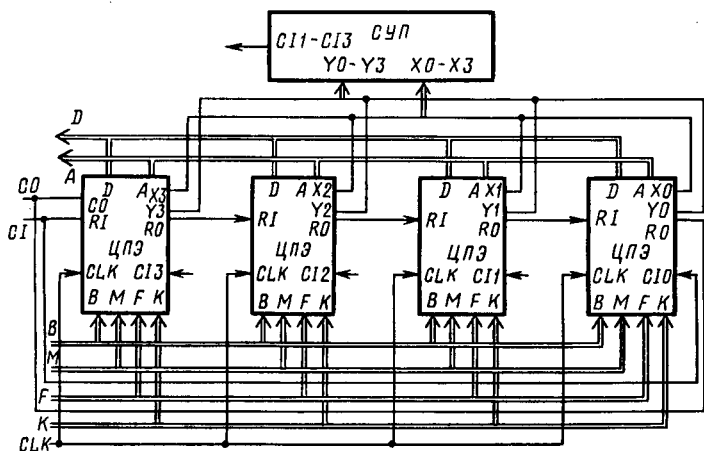 CI1-CI3 СУП
Y0-Y3 X0-X3
D
A
C0
CI
D A X3
C0 Y3
RI R0
ЦПЭ
CLK CI3
B M F K
D A X2
Y2
RI R0
ЦПЭ
CLK CI2
B M F K
D A X1
Y1
RI R0
ЦПЭ
CLK CI1
B M F K
D A X0
Y0
RI R0
ЦПЭ
CLK CI0
B M F K
B
M
F
K
CLK